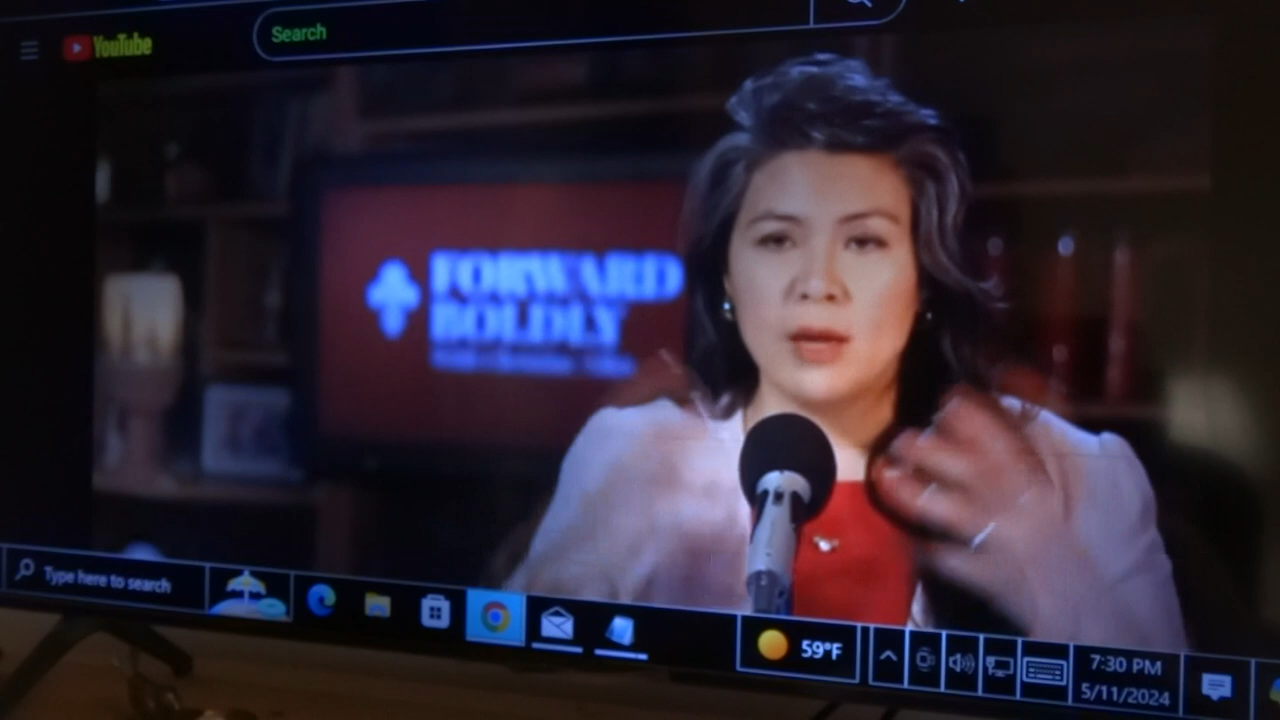 YouTube
Search
FORWARD
BOLDLY
Type here to search
59°F
7:30 PM
5/11/2024